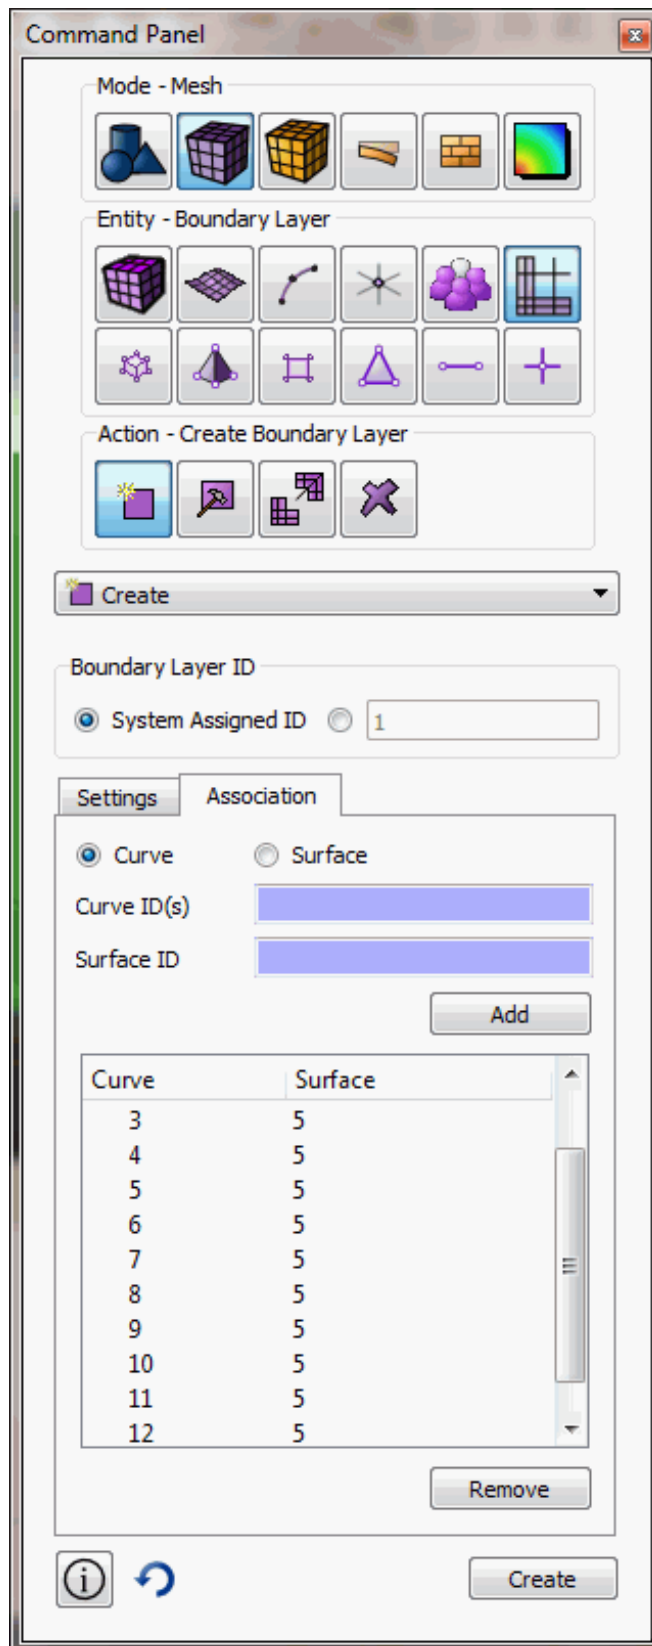 Command Panel
Mode - Mesh
Entity - Boundary Layer
Action - Create Boundary Layer
Create
Boundary Layer ID
System Assigned ID 1
Settings Association
Curve Surface
Curve ID(s)
Surface ID
Add
Curve Surface
3 5
4 5
5 5
6 5
7 5
8 5
9 5
10 5
11 5
12 5
Remove
i Create